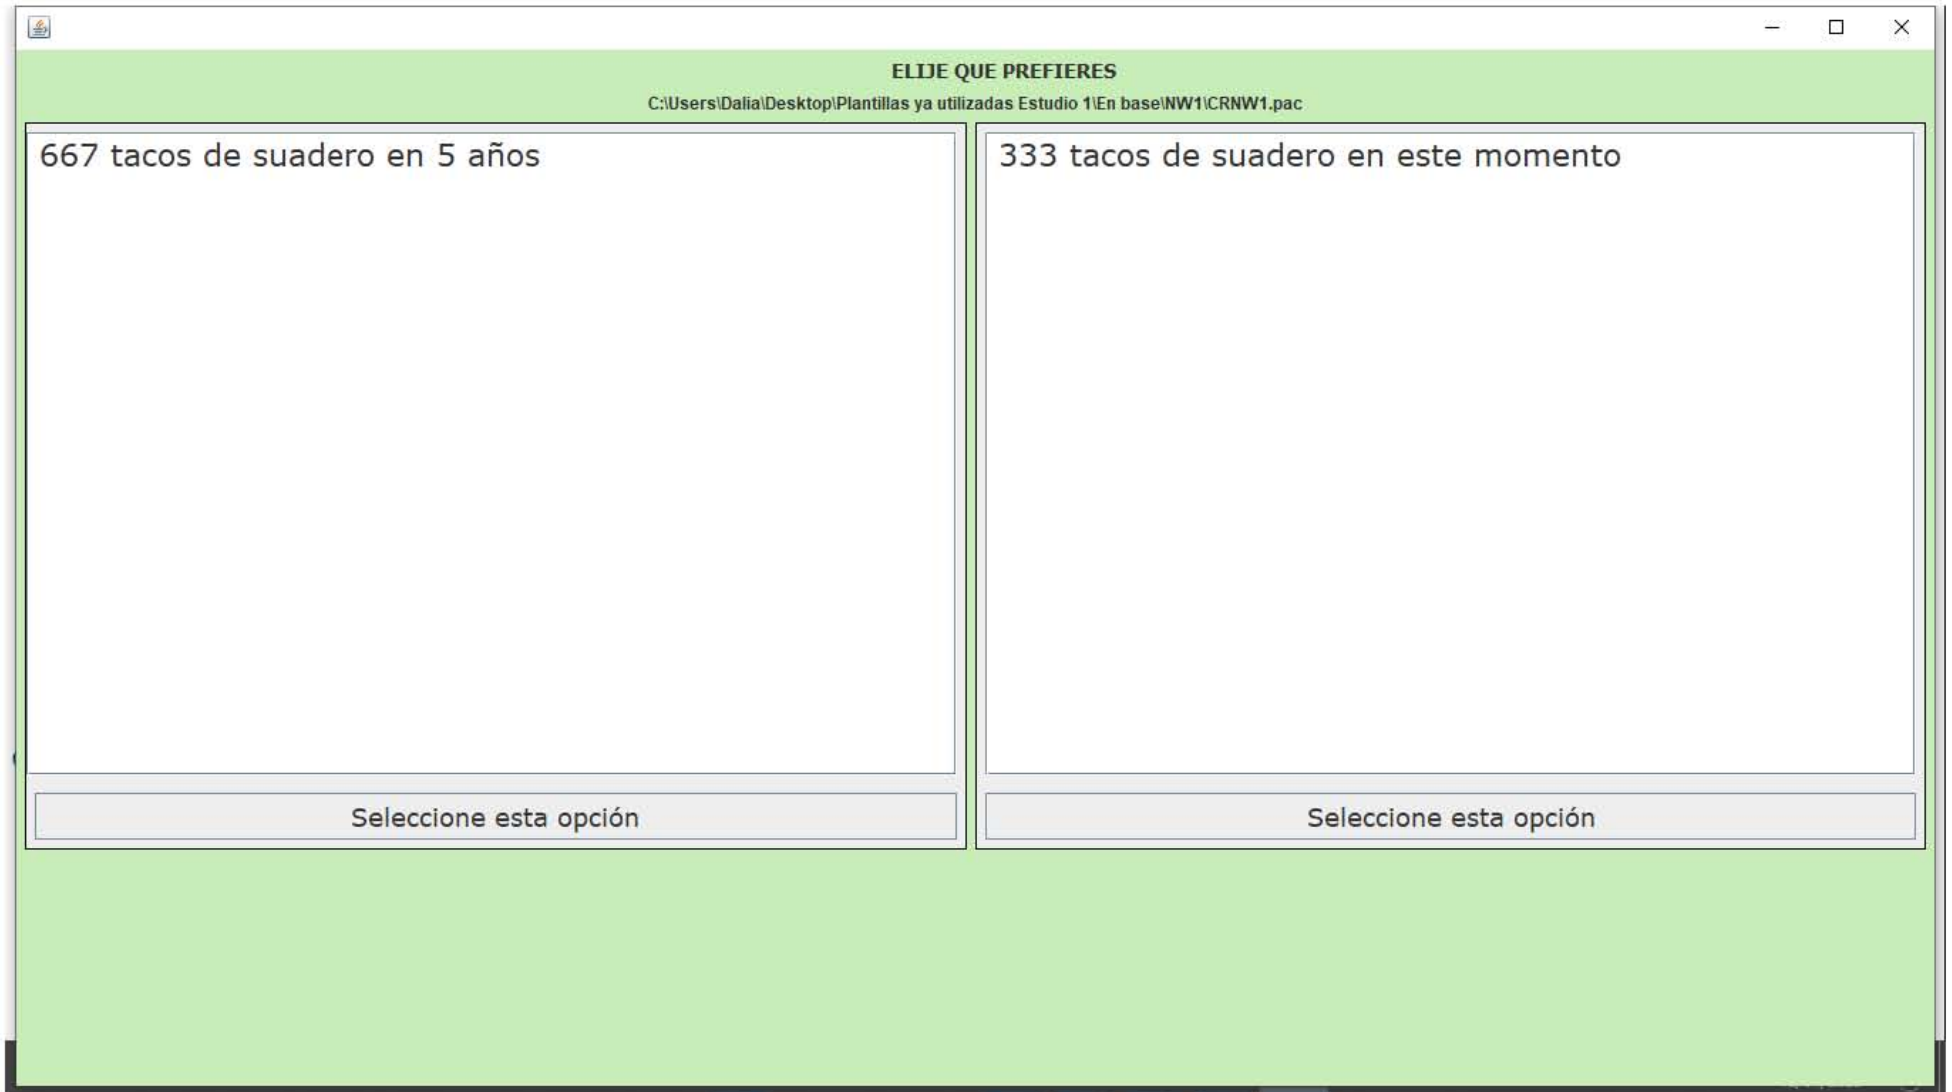 ELIJE QUE PREFIERES
C:\Users\Dalia\Desktop\Plantillas ya utilizadas Estudio 1\En base\NW1\CRNW1.pac
667 tacos de suadero en 5 años
333 tacos de suadero en este momento
Seleccione esta opción
Seleccione esta opción